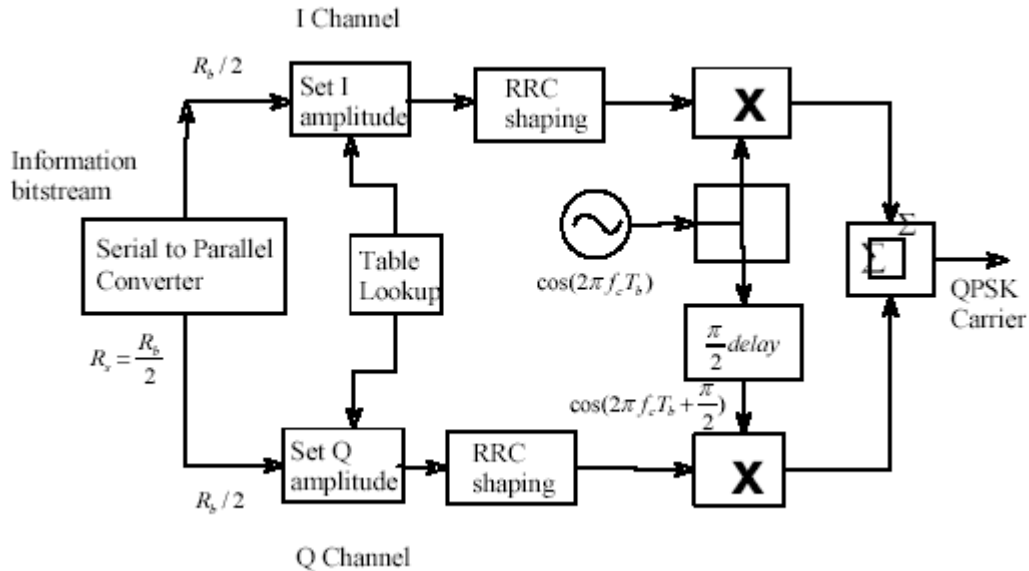 I Channel
R_b / 2
Set I
amplitude
RRC
shaping
X
Information
bitstream
Serial to Parallel
Converter
Table
Lookup
cos(2π f_c T_b)
Σ
Σ
QPSK
Carrier
R_s = R_b / 2
π/2 delay
cos(2π f_c T_b + π/2)
Set Q
amplitude
RRC
shaping
X
R_b / 2
Q Channel